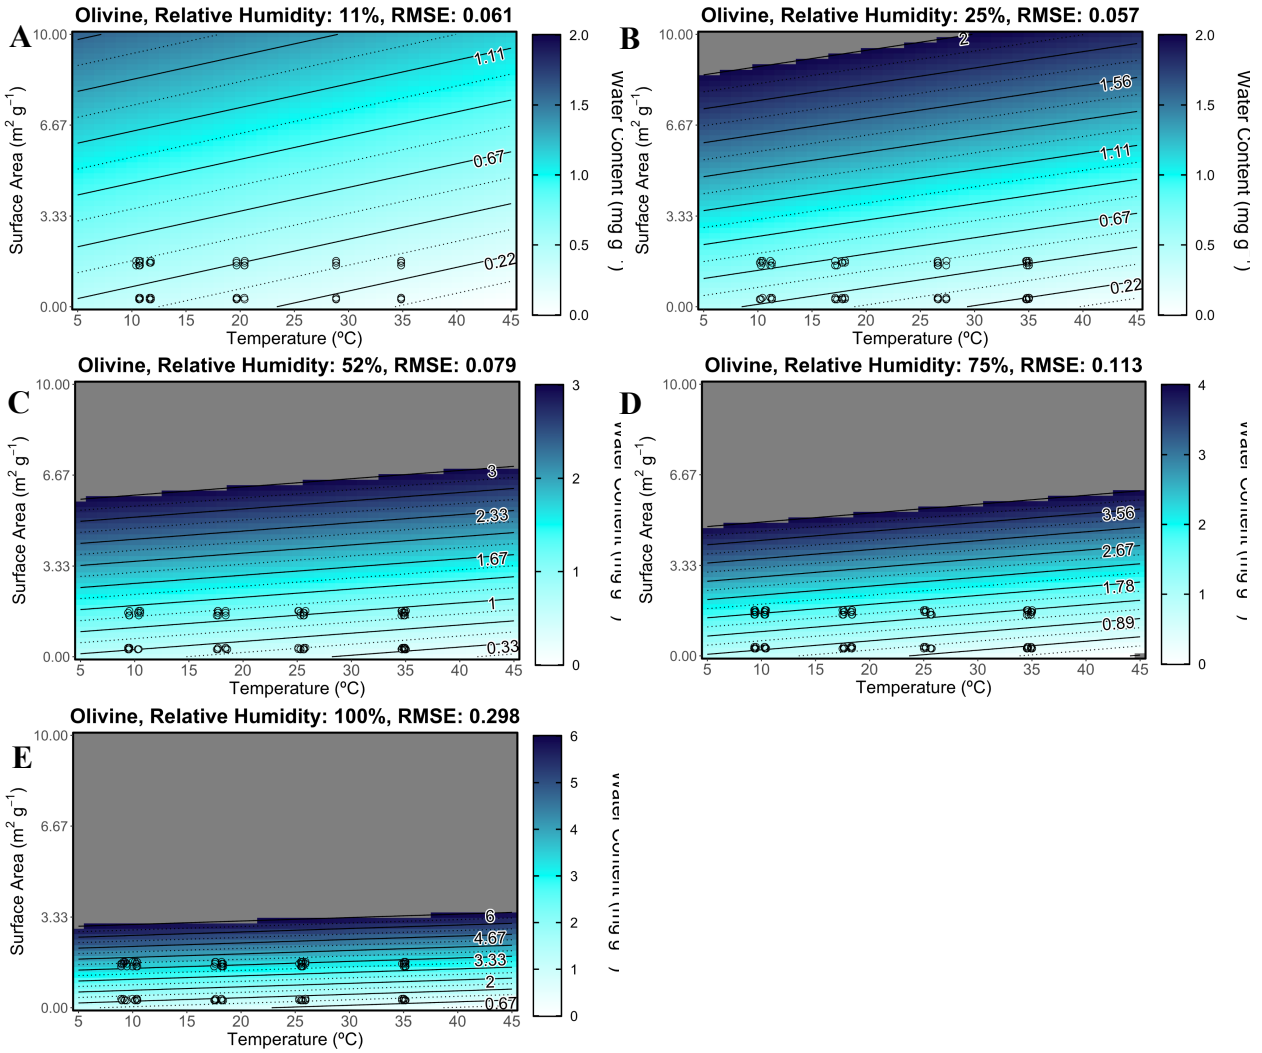 A
Olivine, Relative Humidity: 11%, RMSE: 0.061
Surface Area (m² g⁻¹)
10.00
6.67
3.33
0.00
1.11
0.67
0.22
5 10 15 20 25 30 35 40 45
Temperature (ºC)
2.0
1.5
1.0
0.5
0.0
Water Content (mg g
B
Olivine, Relative Humidity: 25%, RMSE: 0.057
Surface Area (m² g⁻¹)
10.00
6.67
3.33
0.00
2
1.56
1.11
0.67
0.22
5 10 15 20 25 30 35 40 45
Temperature (ºC)
2.0
1.5
1.0
0.5
0.0
Water Content (mg g
C
Olivine, Relative Humidity: 52%, RMSE: 0.079
Surface Area (m² g⁻¹)
10.00
6.67
3.33
0.00
3
2.33
1.67
1
0.33
5 10 15 20 25 30 35 40 45
Temperature (ºC)
3
2
1
0
Water Content (mg g
D
Olivine, Relative Humidity: 75%, RMSE: 0.113
Surface Area (m² g⁻¹)
10.00
6.67
3.33
0.00
3.56
2.67
1.78
0.89
5 10 15 20 25 30 35 40 45
Temperature (ºC)
4
3
2
1
0
Water Content (mg g
E
Olivine, Relative Humidity: 100%, RMSE: 0.298
Surface Area (m² g⁻¹)
10.00
6.67
3.33
0.00
6
4.67
3.33
2
0.67
5 10 15 20 25 30 35 40 45
Temperature (ºC)
6
5
4
3
2
1
0
Water Content (mg g